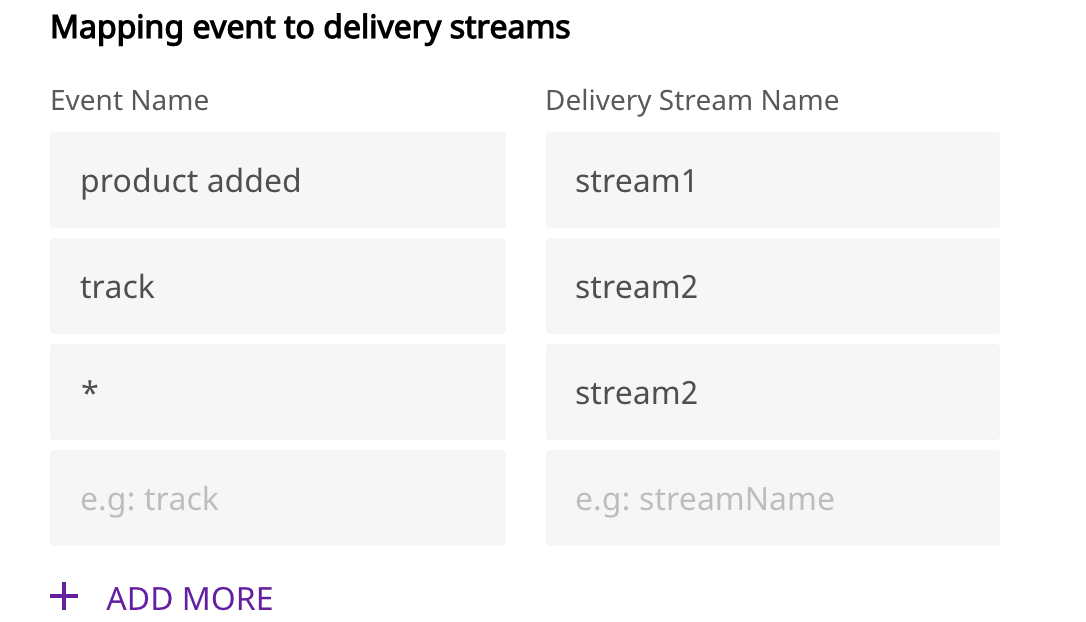 Mapping event to delivery streams
Event Name Delivery Stream Name
product added stream1
track stream2
* stream2
e.g: track e.g: streamName
+ ADD MORE